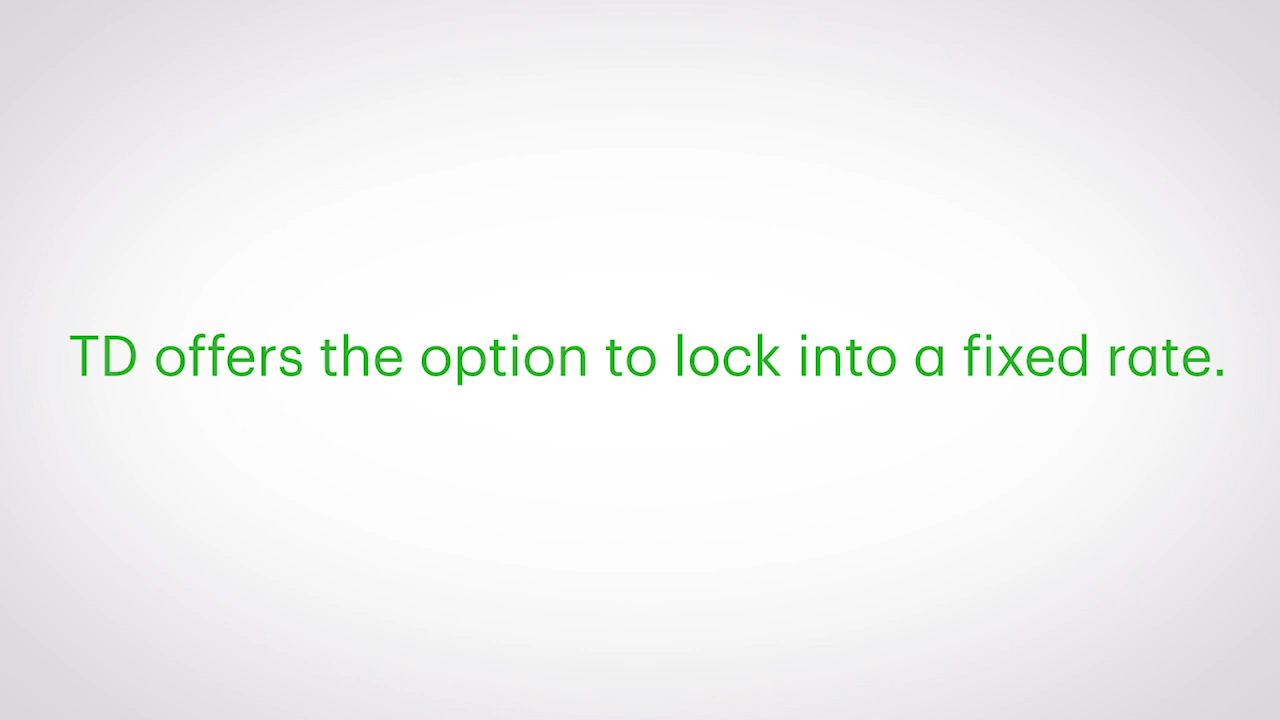 TD offers the option to lock into a fixed rate.